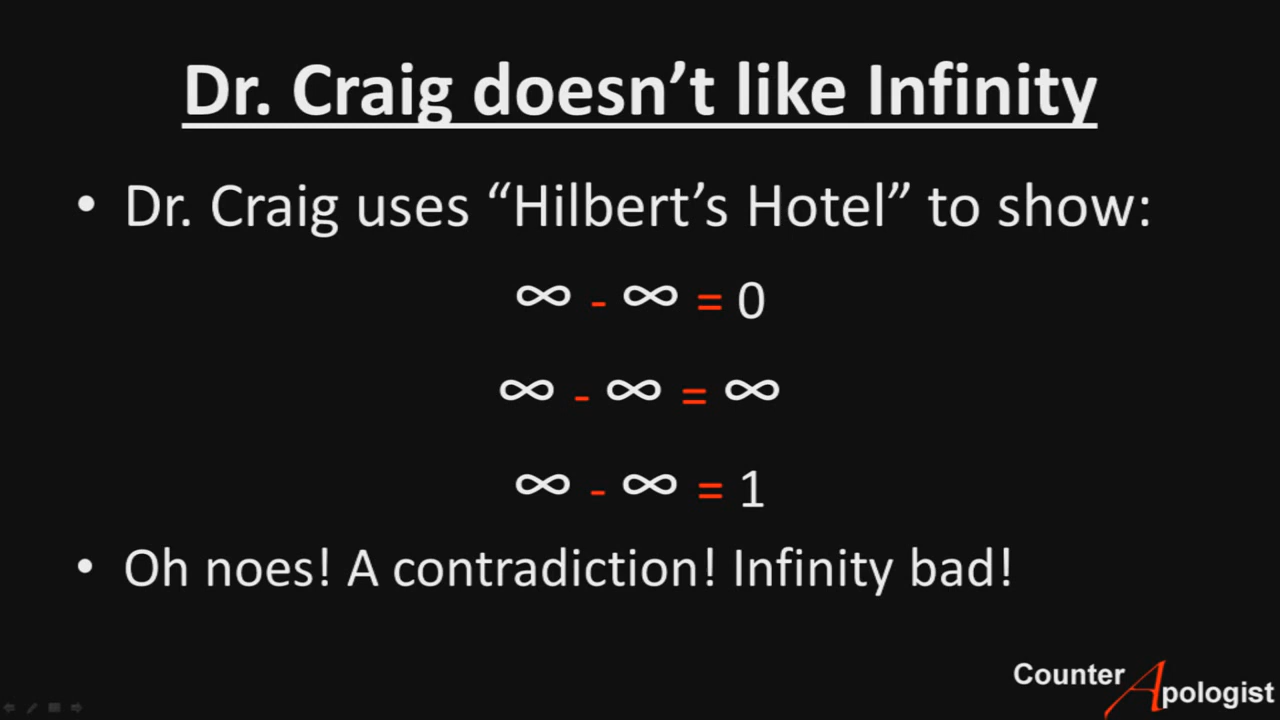 Dr. Craig doesn’t like Infinity
• Dr. Craig uses “Hilbert’s Hotel” to show:
∞ - ∞ = 0
∞ - ∞ = ∞
∞ - ∞ = 1
• Oh noes! A contradiction! Infinity bad!
Counter Apologist